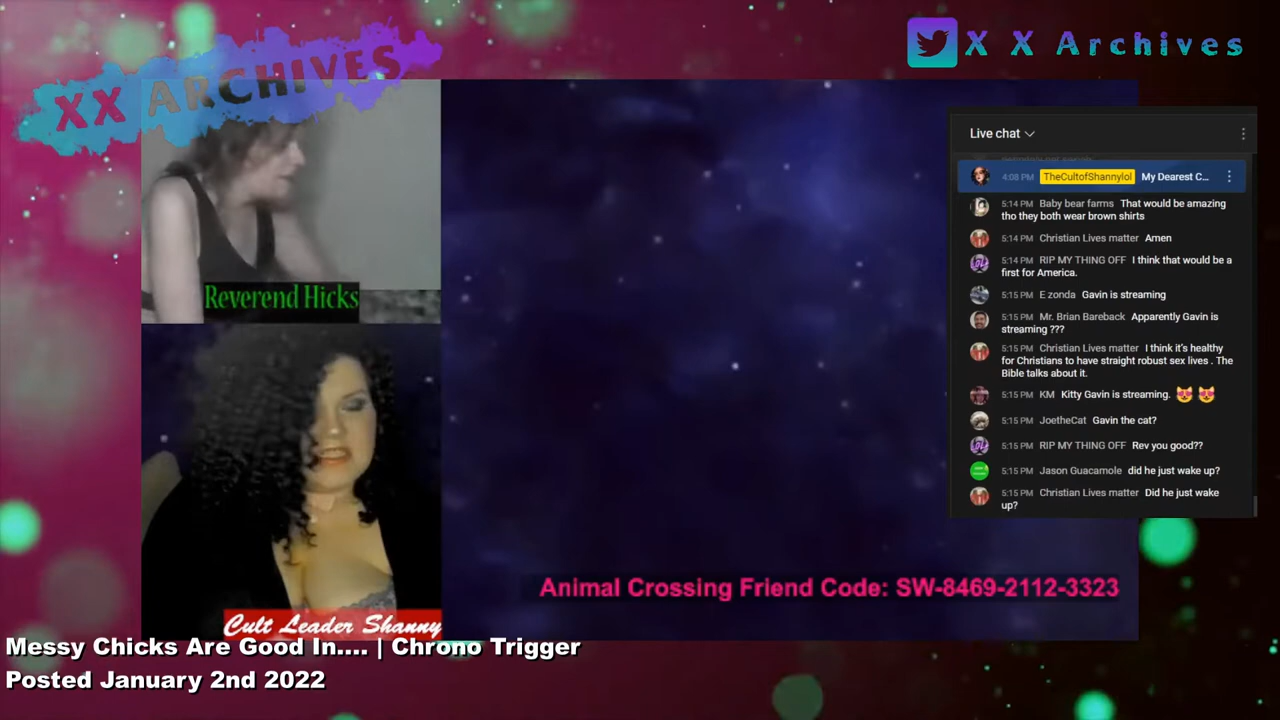 XX ARCHIVES
X X Archives
Live chat
4:08 PM TheCultofShannylol My Dearest C...
5:14 PM Baby bear farms That would be amazing
tho they both wear brown shirts
5:14 PM Christian Lives matter Amen
5:14 PM RIP MY THING OFF I think that would be a
first for America.
5:15 PM E zonda Gavin is streaming
5:15 PM Mr. Brian Bareback Apparently Gavin is
streaming ???
5:15 PM Christian Lives matter I think it's healthy
for Christians to have straight robust sex lives . The
Bible talks about it.
5:15 PM KM Kitty Gavin is streaming. 😻 😻
5:15 PM JoetheCat Gavin the cat?
5:15 PM RIP MY THING OFF Rev you good??
5:15 PM Jason Guacamole did he just wake up?
5:15 PM Christian Lives matter Did he just wake
up?
Reverend Hicks
Cult Leader Shanny
Animal Crossing Friend Code: SW-8469-2112-3323
Messy Chicks Are Good In.... | Chrono Trigger
Posted January 2nd 2022